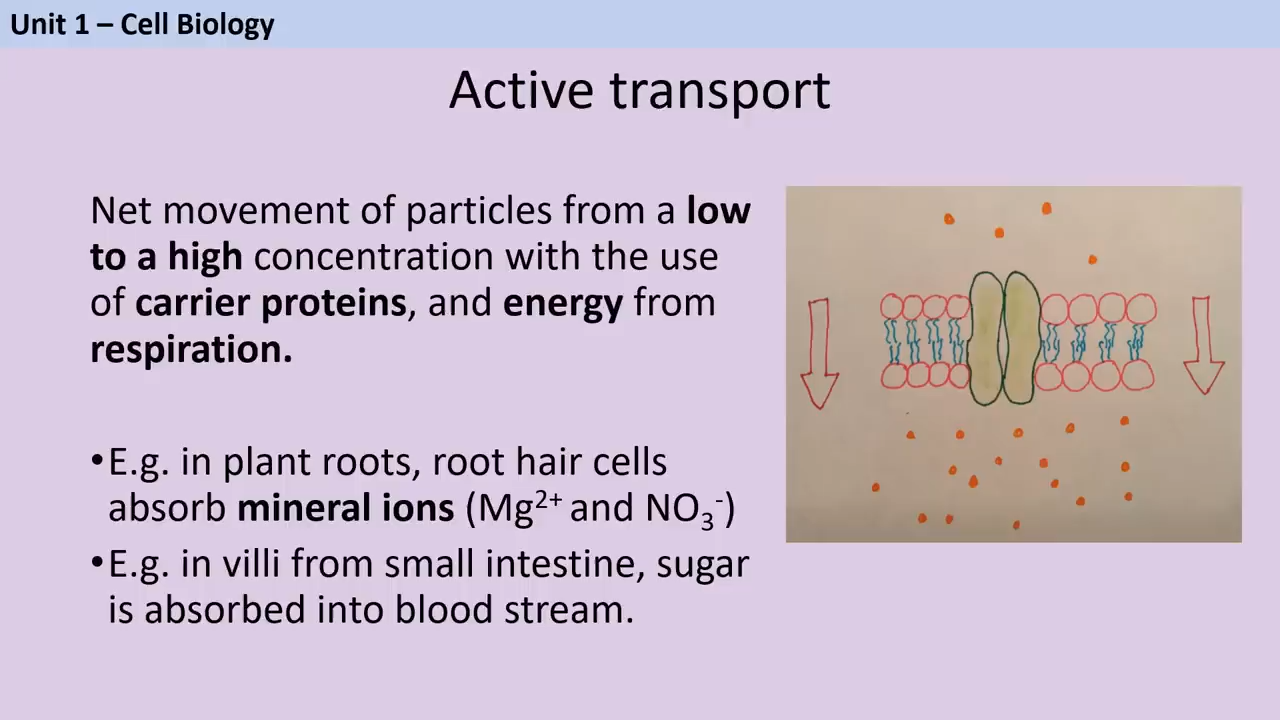 Unit 1 – Cell Biology
Active transport
Net movement of particles from a low
to a high concentration with the use
of carrier proteins, and energy from
respiration.
•E.g. in plant roots, root hair cells
absorb mineral ions (Mg²⁺ and NO₃⁻)
•E.g. in villi from small intestine, sugar
is absorbed into blood stream.